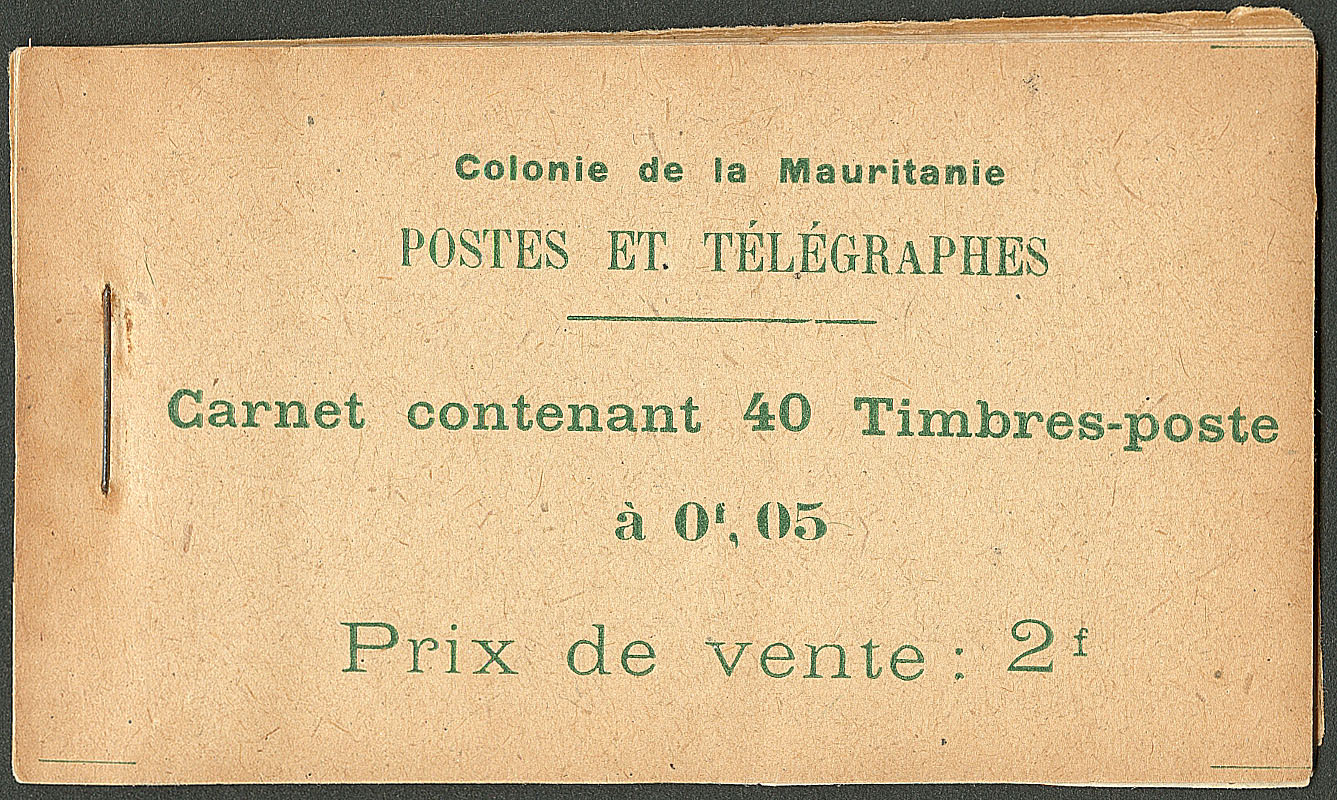 Colonie de la Mauritanie
POSTES ET. TÉLÉGRAPHES
Carnet contenant 40 Timbres-poste
à 0ᶠ, 05
Prix de vente : 2ᶠ